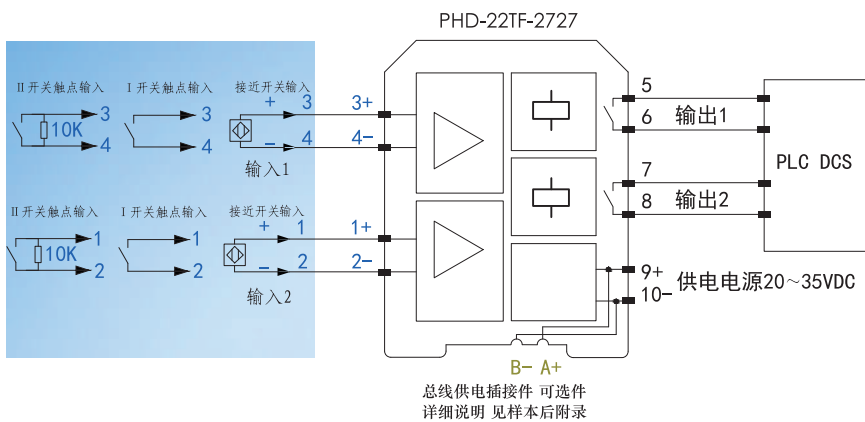 PHD-22TF-2727
II开关触点输入 I开关触点输入 接近开关输入
3 3 + 3 3+
10K
4 4 − 4 4-
输入1
II开关触点输入 I开关触点输入 接近开关输入
1 1 + 1 1+
10K
2 2 − 2 2-
输入2
5
6 输出1
7
8 输出2
PLC DCS
9+
10- 供电电源20～35VDC
B- A+
总线供电插接件 可选件
详细说明 见样本后附录